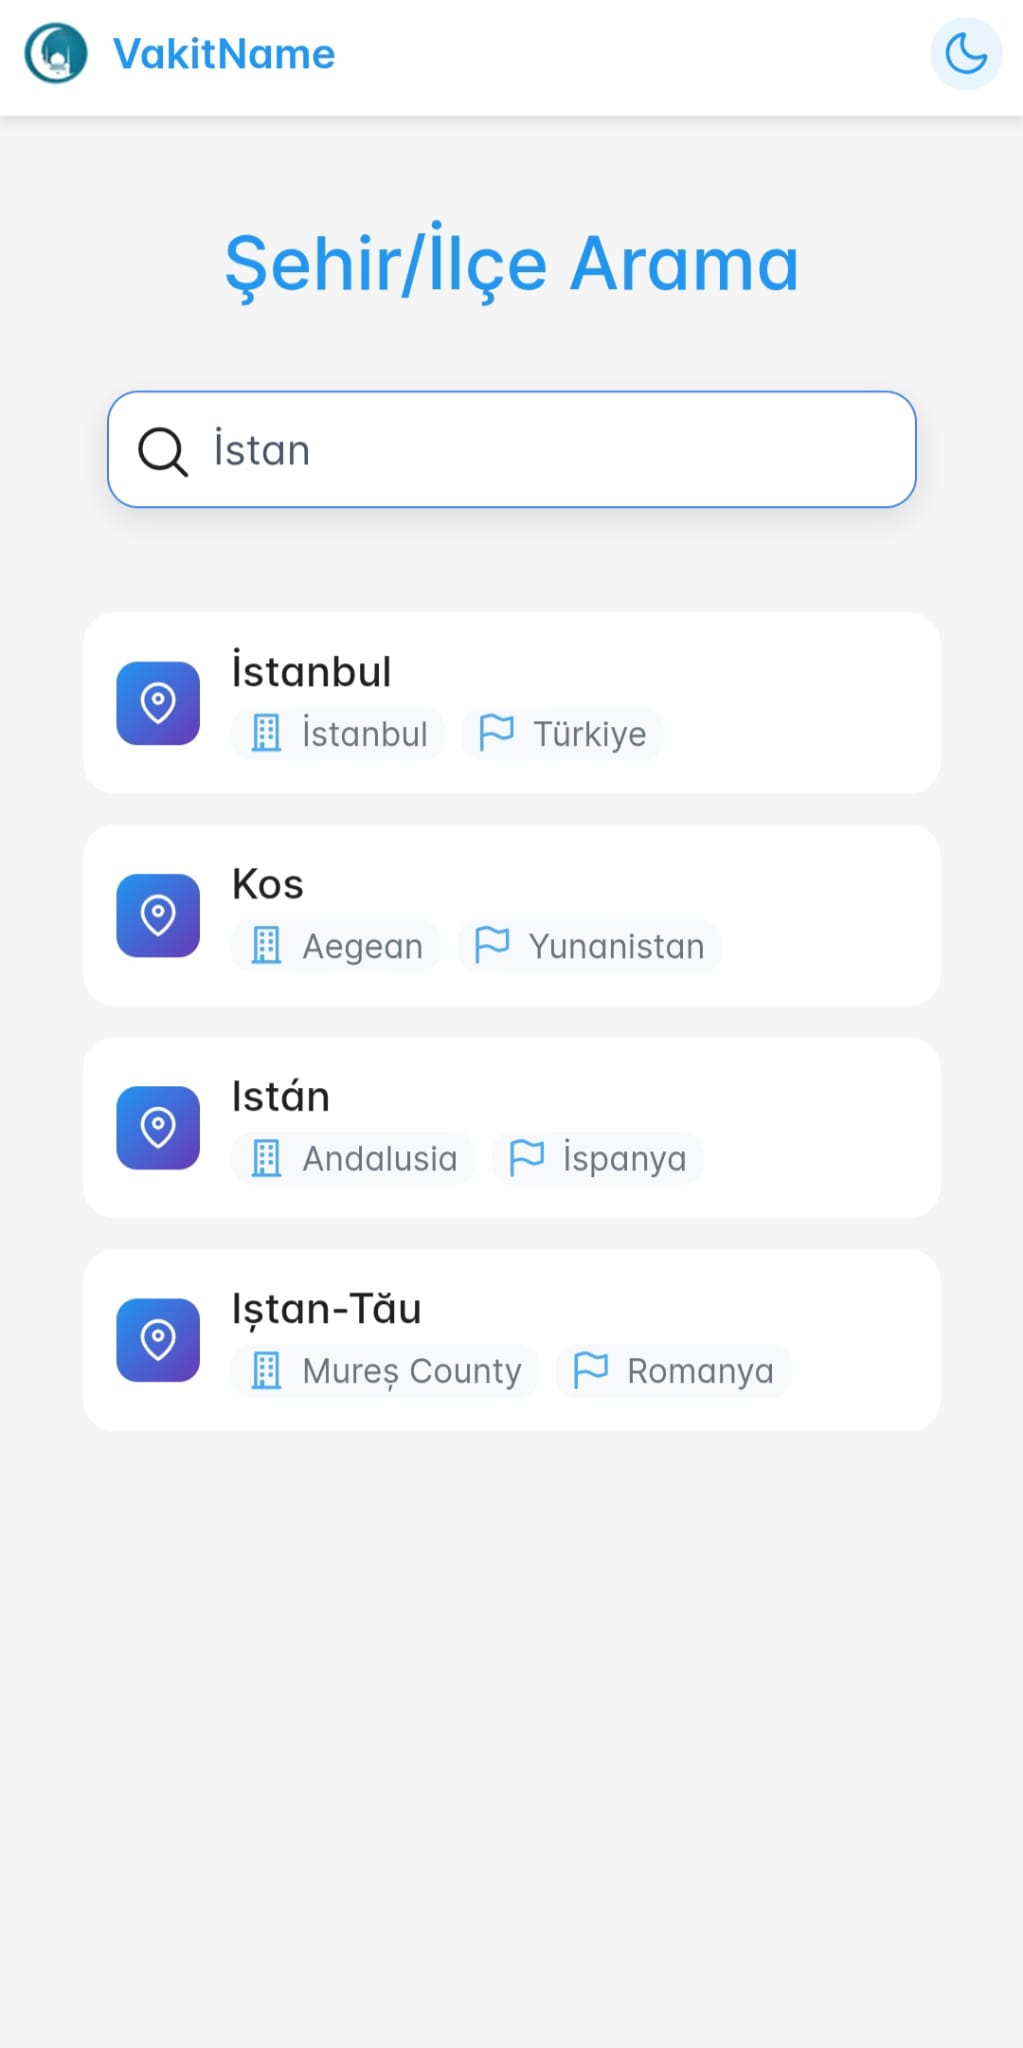 VakitName
Şehir/İlçe Arama
İstan
İstanbul
İstanbul Türkiye
Kos
Aegean Yunanistan
Istán
Andalusia İspanya
Iștan-Tău
Mureș County Romanya